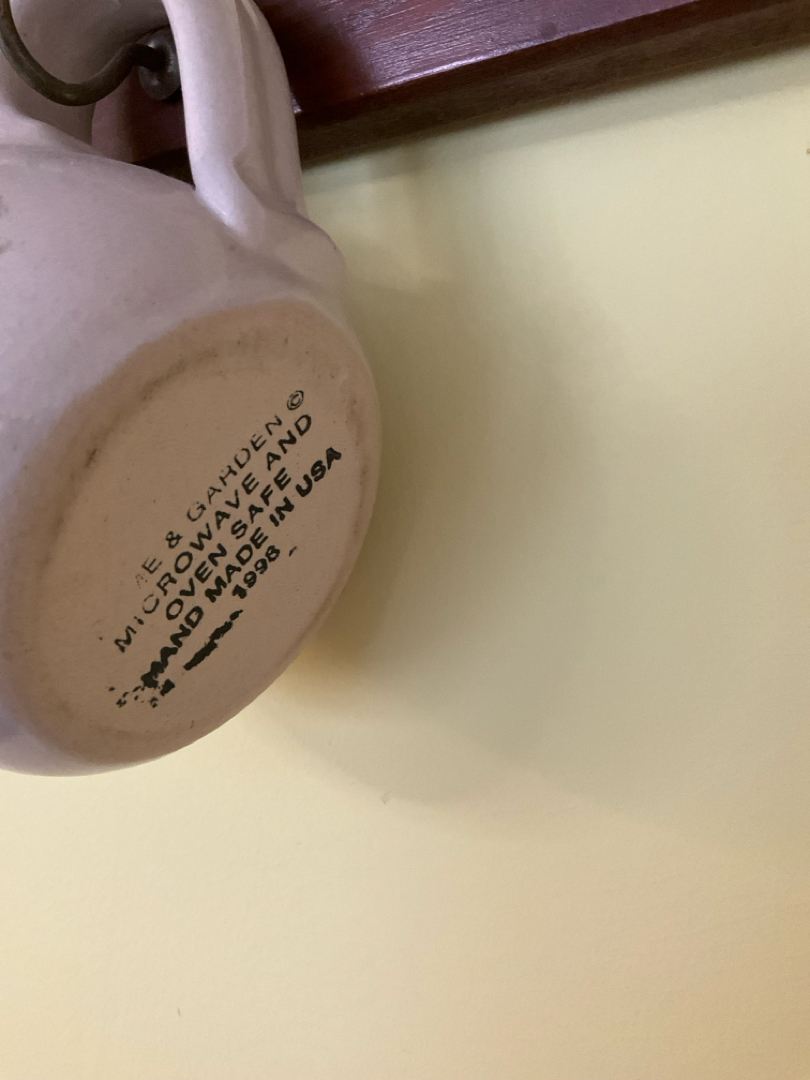 & GARDEN ©
MICROWAVE AND
OVEN SAFE
HAND MADE IN USA
1998